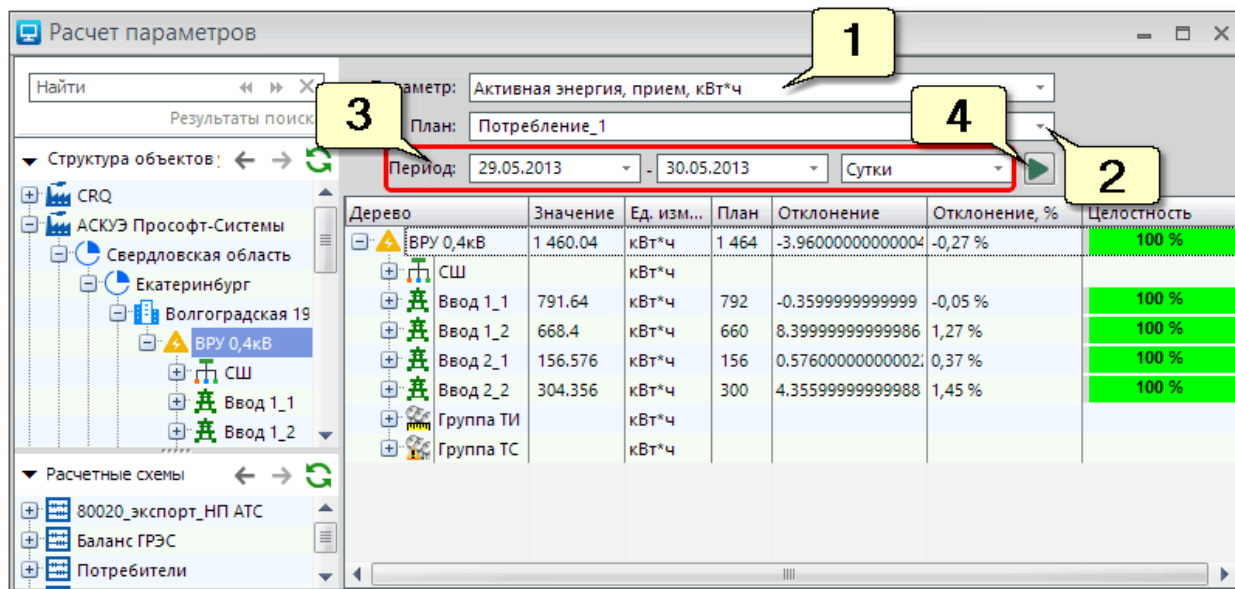 Расчет параметров
1
Найти
Результаты поиск
3
аметр: Активная энергия, прием, кВт*ч
План: Потребление_1
4
2
Период: 29.05.2013 - 30.05.2013 Сутки
Структура объектов
CRQ
АСКУЭ Прософт-Системы
Свердловская область
Екатеринбург
Волгоградская 19
ВРУ 0,4кВ
СШ
Ввод 1_1
Ввод 1_2
Расчетные схемы
80020_экспорт_НП АТС
Баланс ГРЭС
Потребители
Дерево Значение Ед. изм... План Отклонение Отклонение, % Целостность
ВРУ 0,4кВ 1 460.04 кВт*ч 1 464 -3.96000000000004 -0,27 % 100 %
СШ кВт*ч
Ввод 1_1 791.64 кВт*ч 792 -0.3599999999999 -0,05 % 100 %
Ввод 1_2 668.4 кВт*ч 660 8.39999999999986 1,27 % 100 %
Ввод 2_1 156.576 кВт*ч 156 0.576000000000022 0,37 % 100 %
Ввод 2_2 304.356 кВт*ч 300 4.35599999999988 1,45 % 100 %
Группа ТИ кВт*ч
Группа ТС кВт*ч